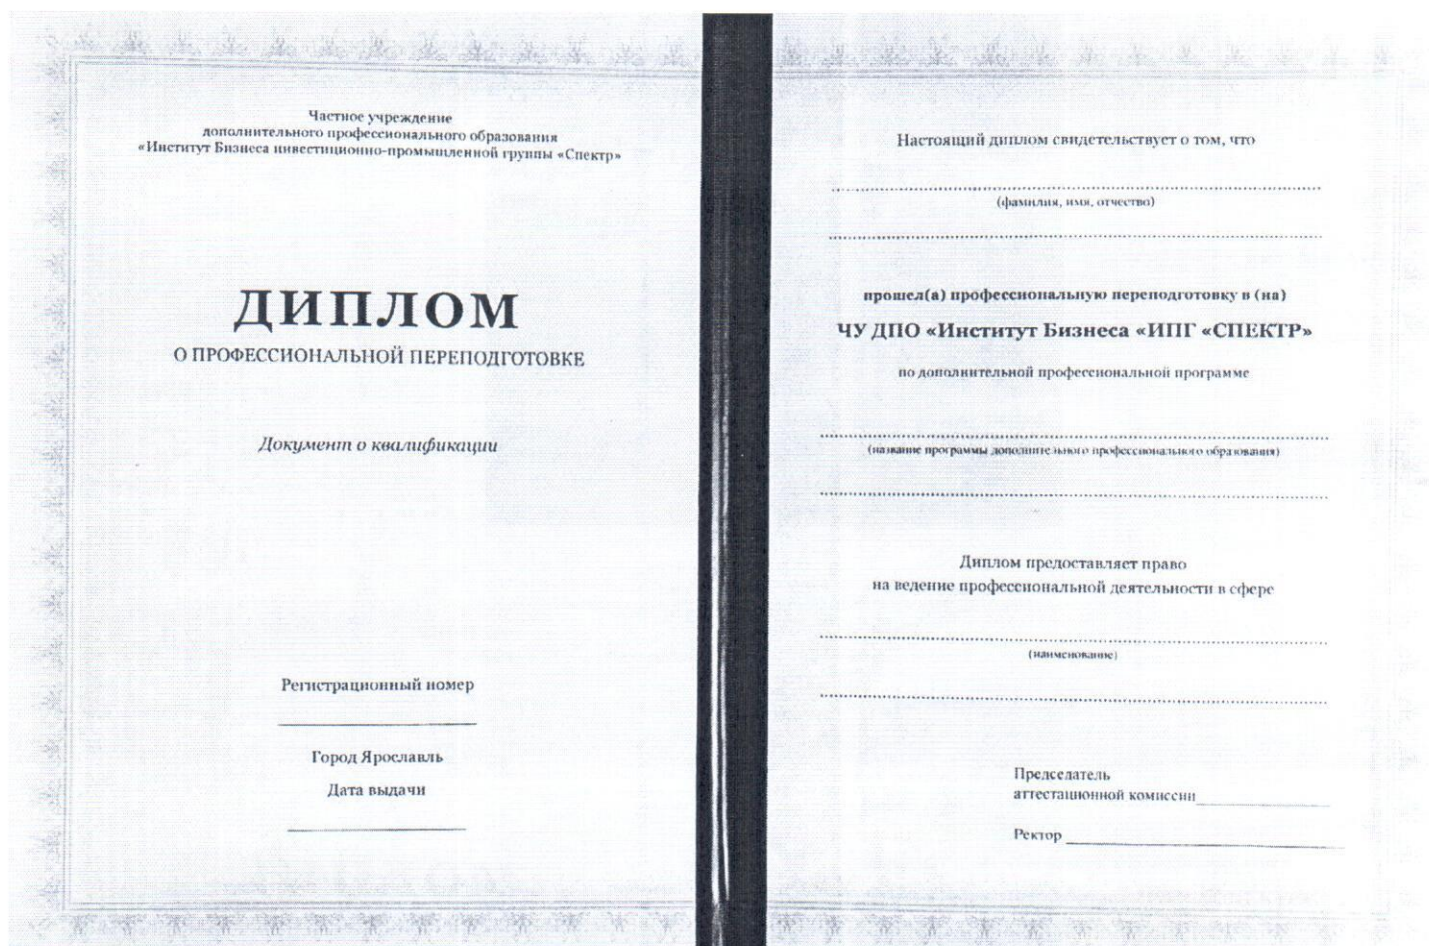 Частное учреждение
дополнительного профессионального образования
«Институт Бизнеса инвестиционно-промышленной группы «Спектр»
ДИПЛОМ
О ПРОФЕССИОНАЛЬНОЙ ПЕРЕПОДГОТОВКЕ
Документ о квалификации
Регистрационный номер
Город Ярославль
Дата выдачи
Настоящий диплом свидетельствует о том, что
(фамилия, имя, отчество)
прошел(а) профессиональную переподготовку в (на)
ЧУ ДПО «Институт Бизнеса «ИПГ «СПЕКТР»
по дополнительной профессиональной программе
(название программы дополнительного профессионального образования)
Диплом предоставляет право
на ведение профессиональной деятельности в сфере
(наименование)
Председатель
аттестационной комиссии
Ректор